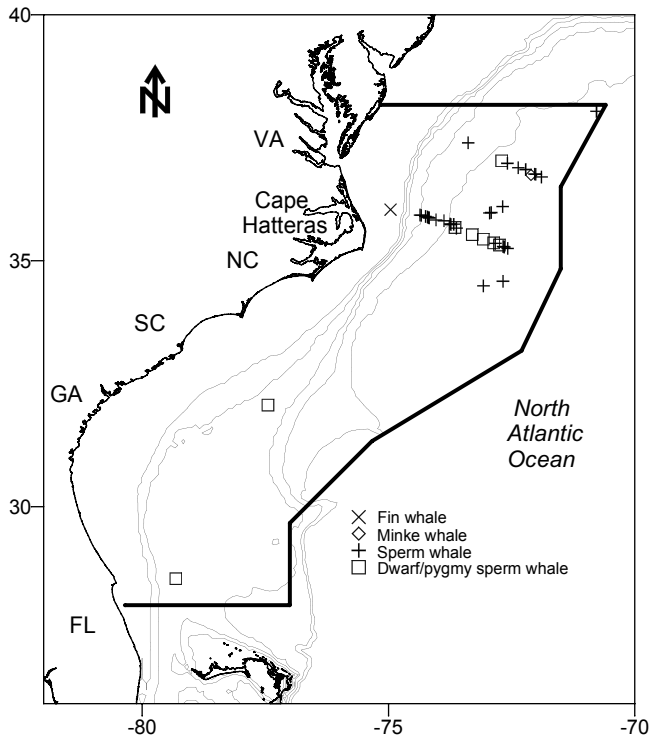 40
N
VA
Cape
Hatteras
35
NC
SC
GA
North
Atlantic
Ocean
30
Fin whale
Minke whale
Sperm whale
Dwarf/pygmy sperm whale
FL
-80
-75
-70